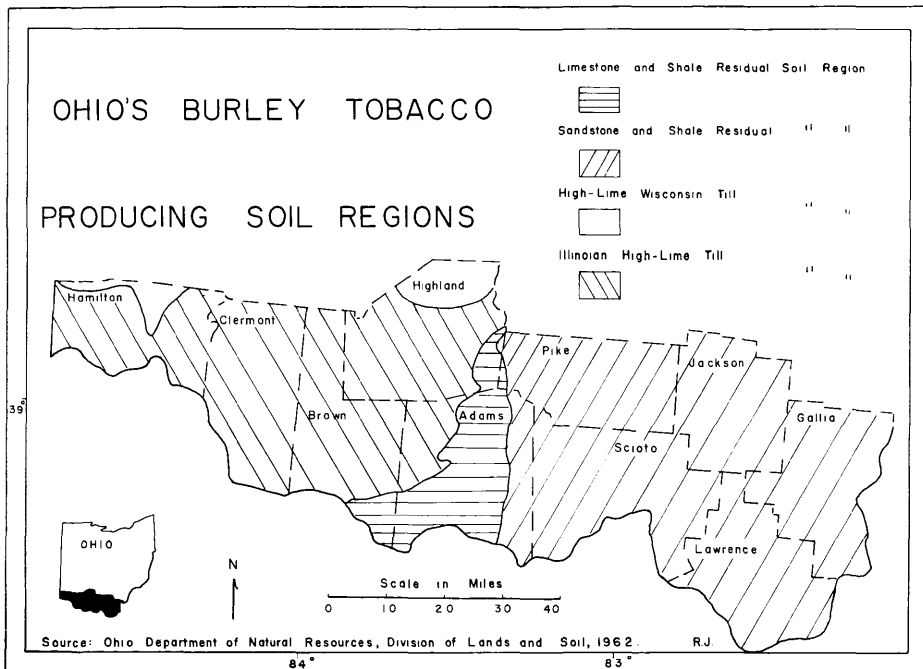 OHIO'S BURLEY TOBACCO
PRODUCING SOIL REGIONS
Limestone and Shale Residual Soil Region
Sandstone and Shale Residual " "
High-Lime Wisconsin Till " "
Illinoian High-Lime Till " "
Hamilton
Clermont
Highland
Brown
Adams
Pike
Jackson
Scioto
Gallia
Lawrence
39°
OHIO
N
Scale in Miles
0 10 20 30 40
Source: Ohio Department of Natural Resources, Division of Lands and Soil, 1962. R.J.
84° 83°